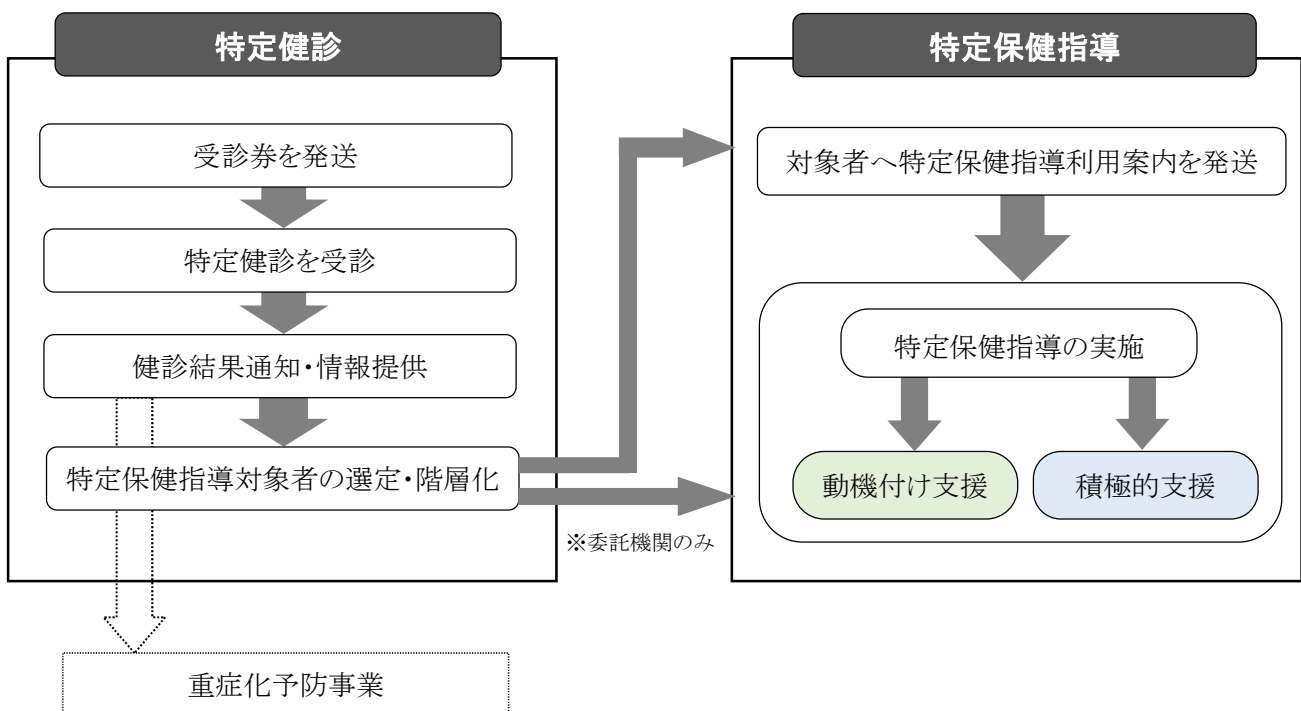 特定健診
受診券を発送
特定健診を受診
健診結果通知・情報提供
特定保健指導対象者の選定・階層化
※委託機関のみ
重症化予防事業
特定保健指導
対象者へ特定保健指導利用案内を発送
特定保健指導の実施
動機付け支援
積極的支援